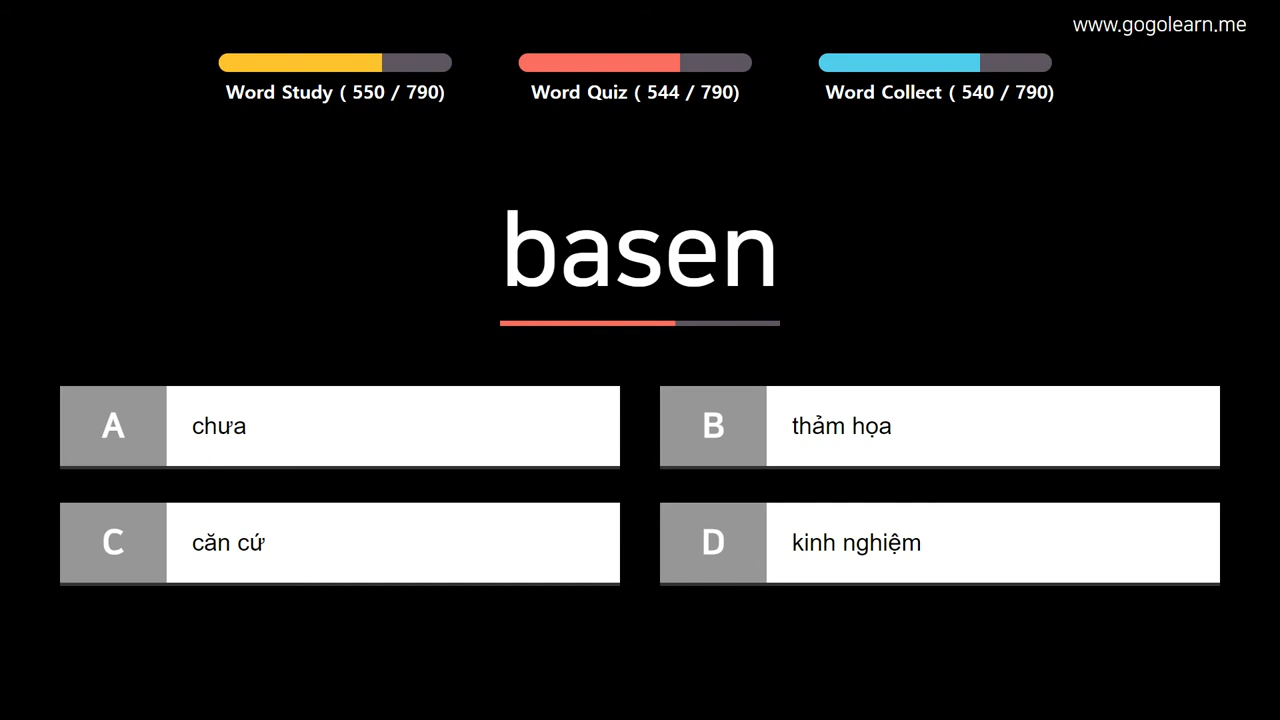 www.gogolearn.me
Word Study ( 550 / 790)
Word Quiz ( 544 / 790)
Word Collect ( 540 / 790)
basen
A
chưa
B
thảm họa
C
căn cứ
D
kinh nghiệm